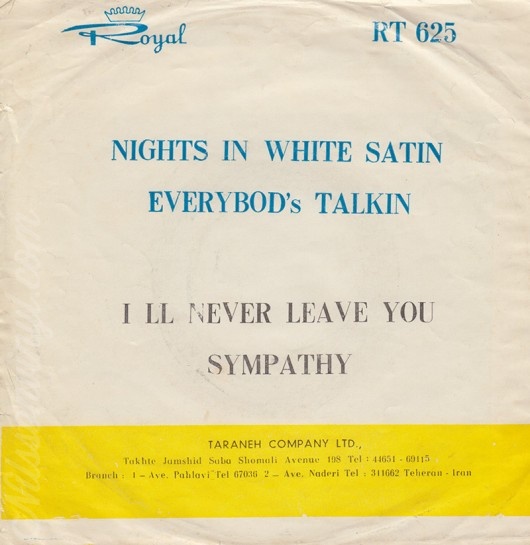 Royal
RT 625
NIGHTS IN WHITE SATIN
EVERYBOD's TALKIN
I LL NEVER LEAVE YOU
SYMPATHY
TARANEH COMPANY LTD.,
Takhte Jamshid Saba Shomali Avenue 198 Tel : 44651 - 69115
Branch : 1 - Ave. Pahlavi Tel 67036 2 - Ave. Naderi Tel : 311662 Teheran - Iran